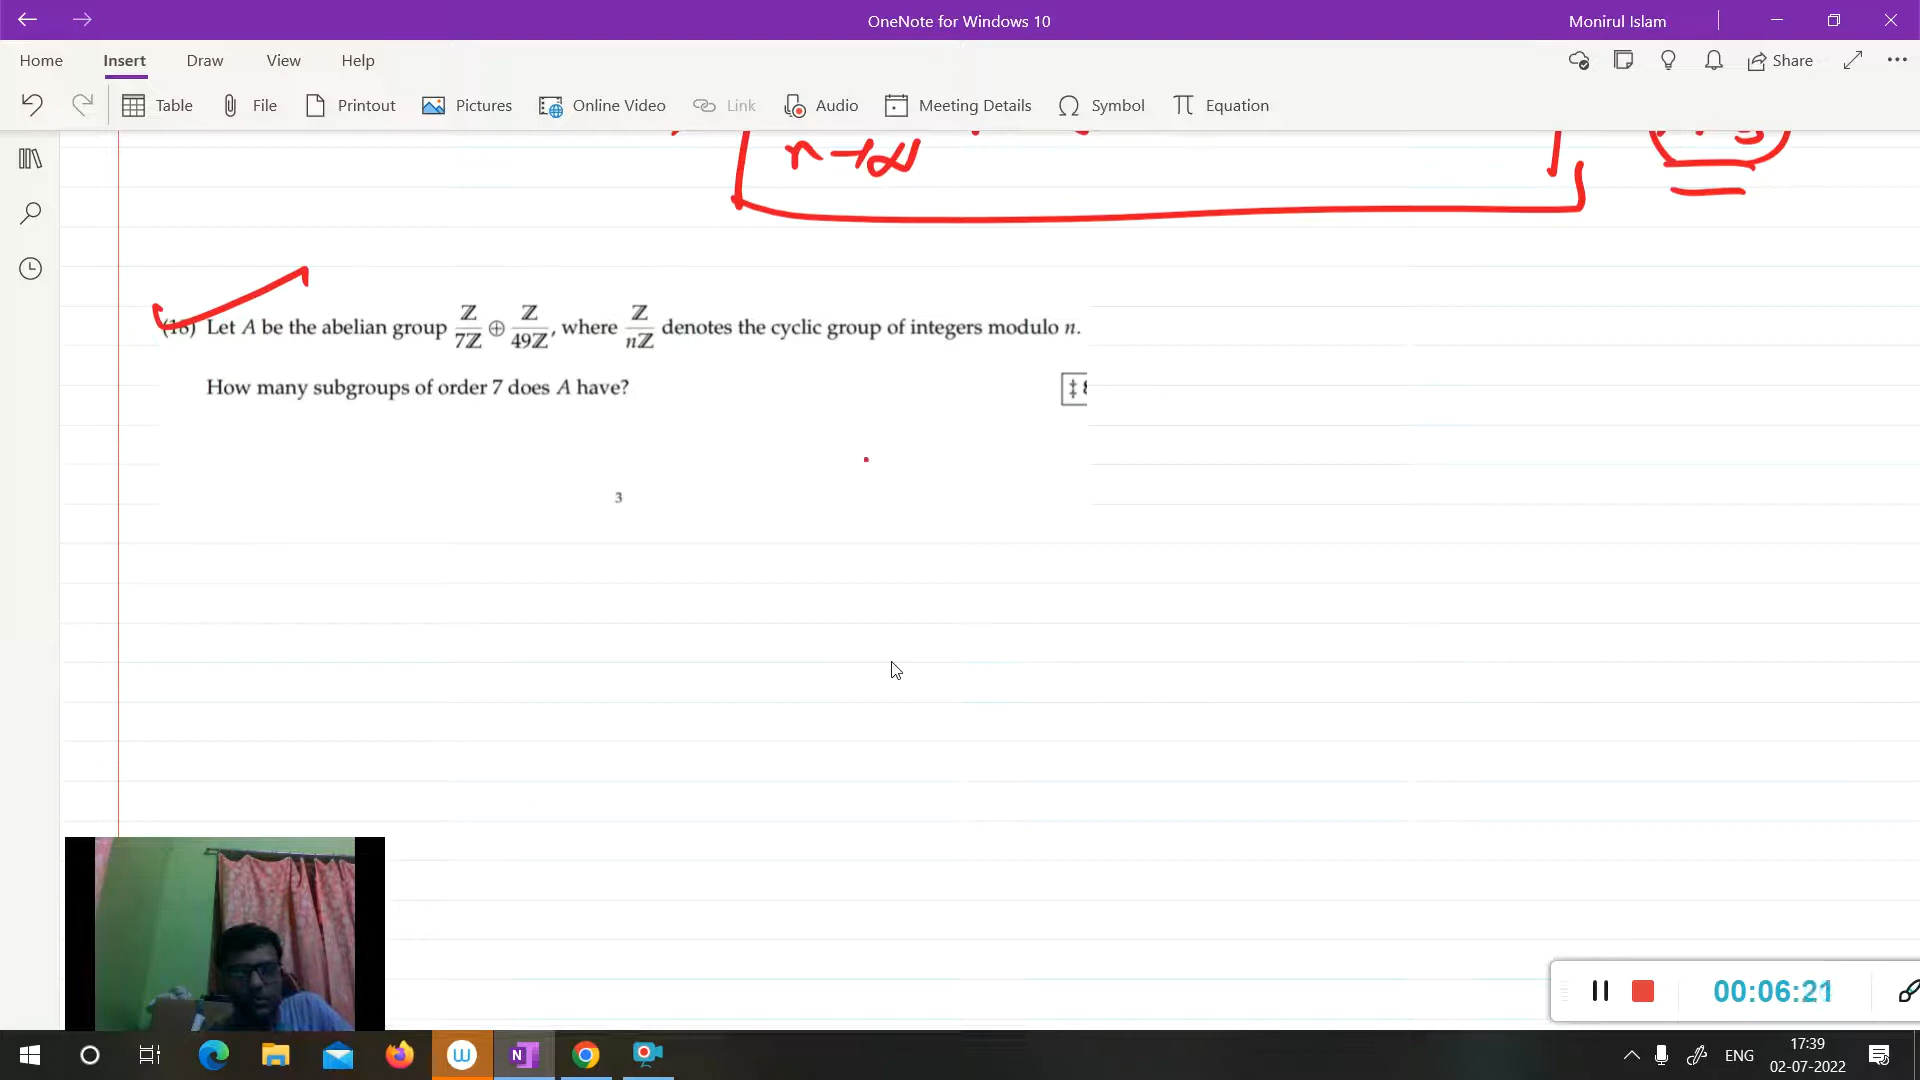 OneNote for Windows 10
Monirul Islam
Home Insert Draw View Help
Share
Table File Printout Pictures Online Video Link Audio Meeting Details Symbol Equation
n→∞
(18) Let A be the abelian group ℤ/7ℤ ⊕ ℤ/49ℤ, where ℤ/nℤ denotes the cyclic group of integers modulo n.
How many subgroups of order 7 does A have?
‡ 8
3
00:06:21
ENG
17:39
02-07-2022